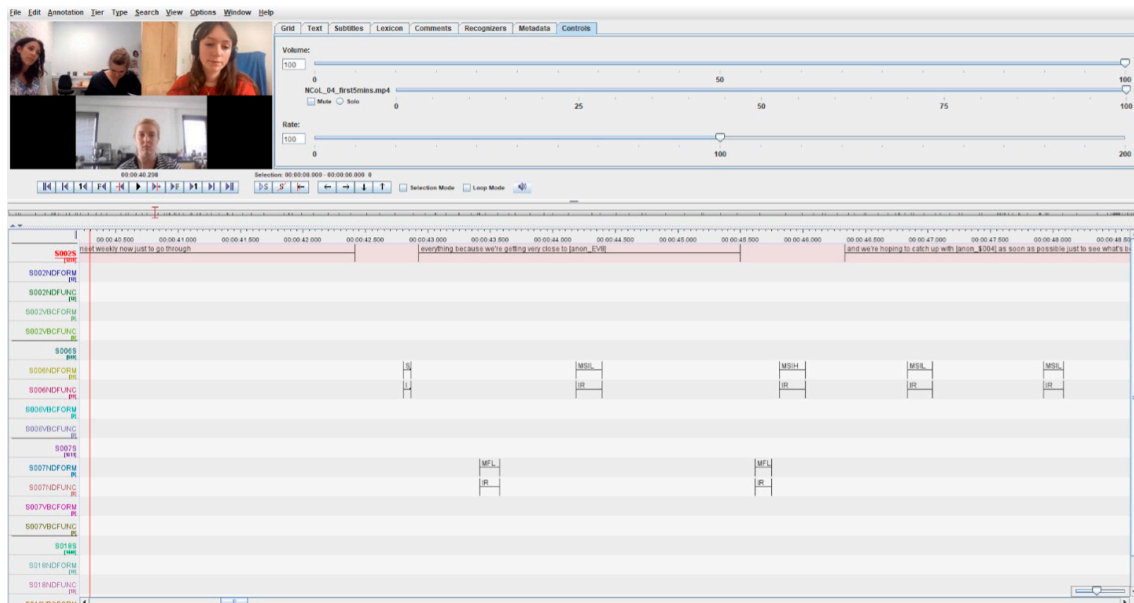 File Edit Annotation Tier Type Search View Options Window Help
Grid Text Subtitles Lexicon Comments Recognizers Metadata Controls
Volume:
100
0 50 100
NCoL_04_first5mins.mp4
Mute Solo
0 25 50 75 100
Rate:
100
0 100 200
00:00:40.298
Selection: 00:00:00.000 - 00:00:00.000 0
Selection Mode Loop Mode
00:00:40.500 00:00:41.000 00:00:41.500 00:00:42.000 00:00:42.500 00:00:43.000 00:00:43.500 00:00:44.000 00:00:44.500 00:00:45.000 00:00:45.500 00:00:46.000 00:00:46.500 00:00:47.000 00:00:47.500 00:00:48.000
S002S
weekly now just to go through
everything because we're getting very close to [anon_EV9]
and we're hoping to catch up with [anon_S004] as soon as possible just to see what's
S002NDFORM
S002NDFUNC
S002VBCFORM
S002VBCFUNC
S006S
S006NDFORM
S MSIL MSIH MSIL MSIL
S006NDFUNC
IR IR IR IR
S006VBCFORM
S006VBCFUNC
S007S
S007NDFORM
MFL MFL
S007NDFUNC
IR IR
S007VBCFORM
S007VBCFUNC
S018S
S018NDFORM
S018NDFUNC